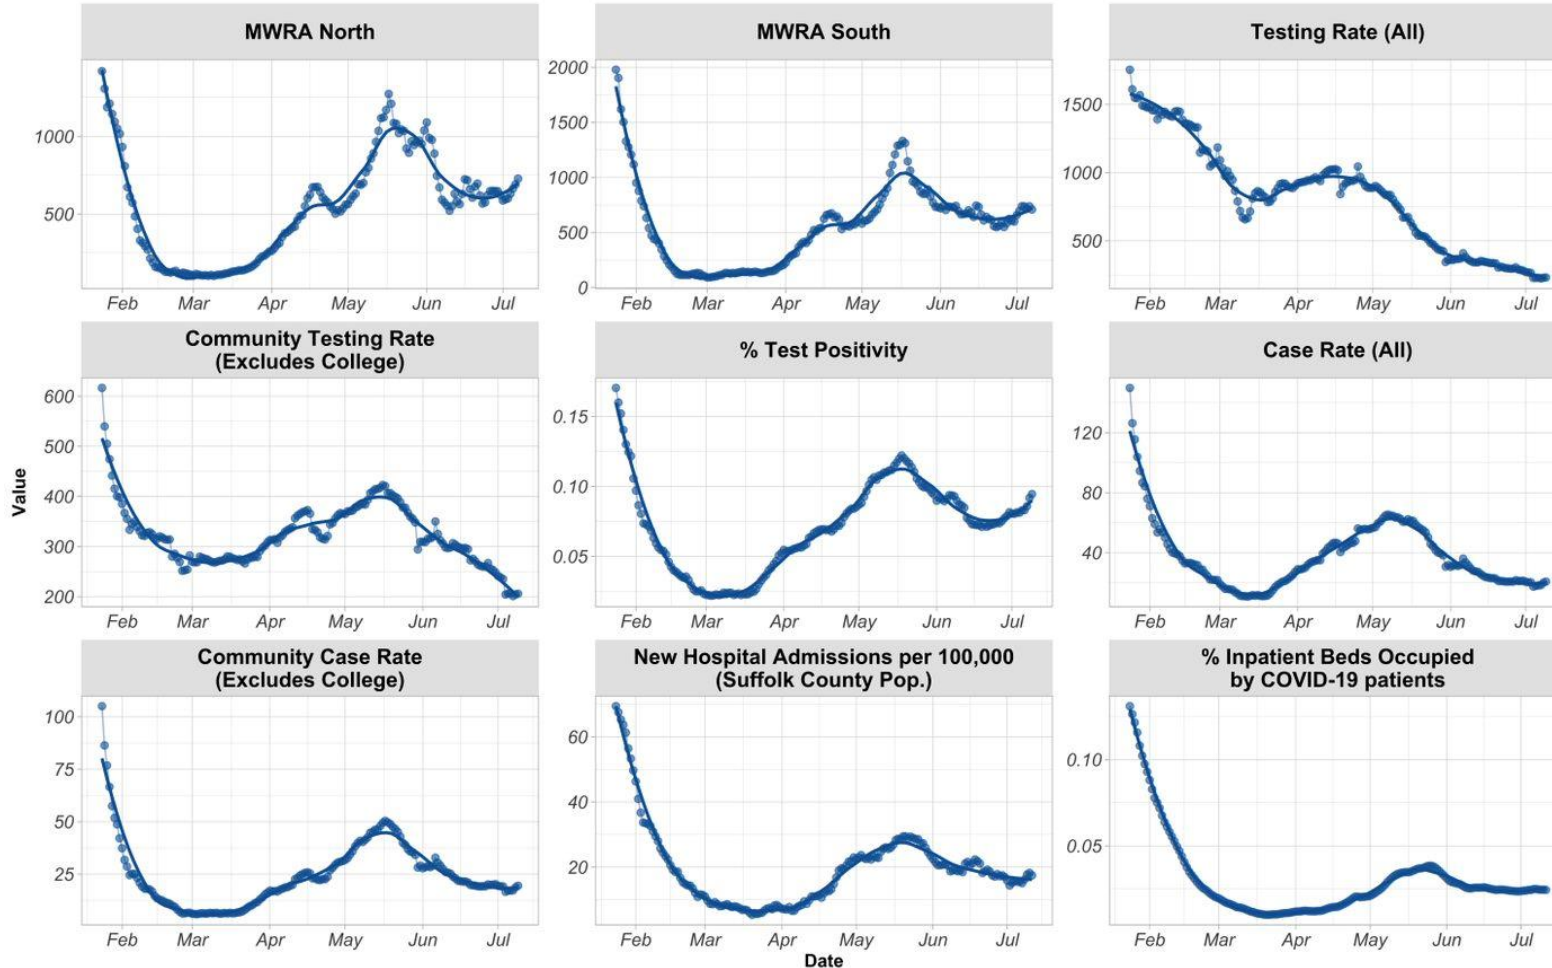 MWRA North
MWRA South
Testing Rate (All)
1000
500
Feb Mar Apr May Jun Jul
2000
1500
1000
500
0
Feb Mar Apr May Jun Jul
1500
1000
500
Feb Mar Apr May Jun Jul
Community Testing Rate
(Excludes College)
% Test Positivity
Case Rate (All)
Value
600
500
400
300
200
Feb Mar Apr May Jun Jul
0.15
0.10
0.05
Feb Mar Apr May Jun Jul
120
80
40
Feb Mar Apr May Jun Jul
Community Case Rate
(Excludes College)
New Hospital Admissions per 100,000
(Suffolk County Pop.)
% Inpatient Beds Occupied
by COVID-19 patients
100
75
50
25
Feb Mar Apr May Jun Jul
60
40
20
Feb Mar Apr May Jun Jul
0.10
0.05
Feb Mar Apr May Jun Jul
Date